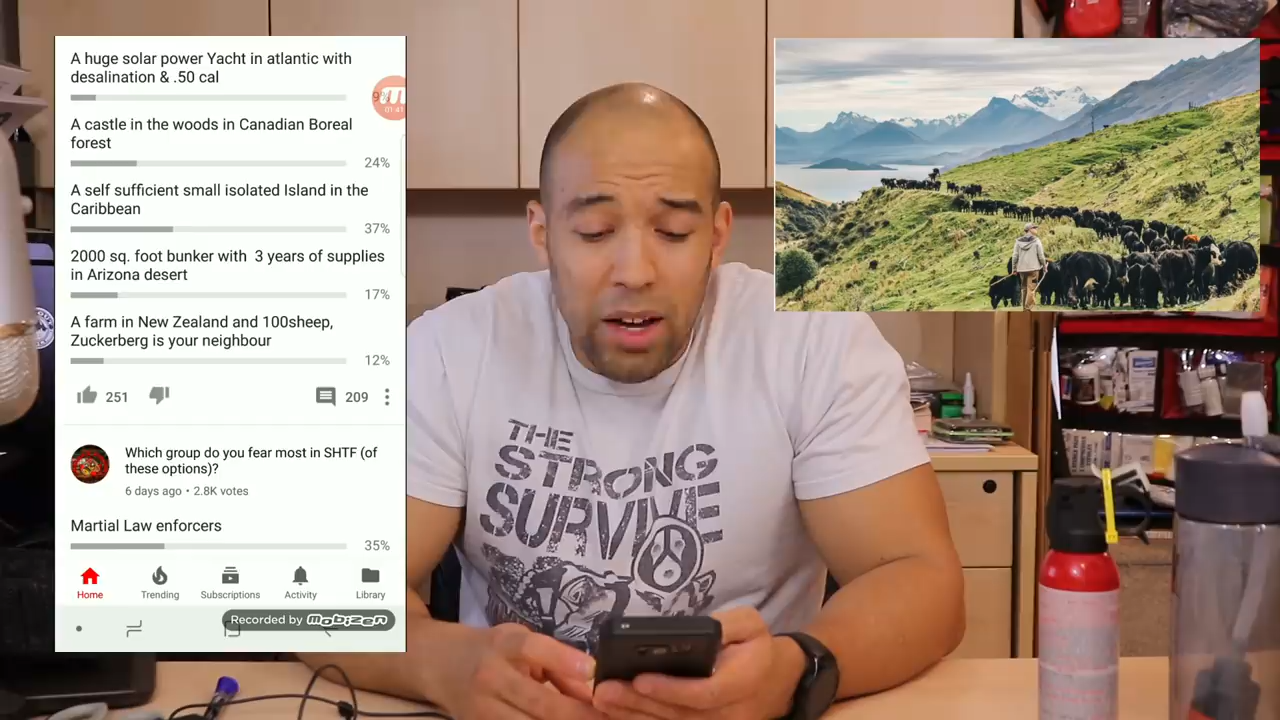 A huge solar power Yacht in atlantic with
desalination & .50 cal
9%
01:41
A castle in the woods in Canadian Boreal
forest
24%
A self sufficient small isolated Island in the
Caribbean
37%
2000 sq. foot bunker with 3 years of supplies
in Arizona desert
17%
A farm in New Zealand and 100sheep,
Zuckerberg is your neighbour
12%
251
209
Which group do you fear most in SHTF (of
these options)?
6 days ago • 2.8K votes
Martial Law enforcers
35%
Home Trending Subscriptions Activity Library
Recorded by Mobizen
THE
STRONG
SURVIVE